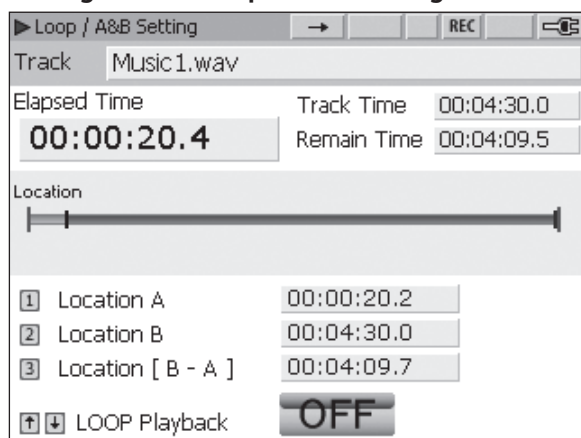 Loop / A&B Setting → REC
Track Music1.wav
Elapsed Time
00:00:20.4
Track Time 00:04:30.0
Remain Time 00:04:09.5
Location
1 Location A 00:00:20.2
2 Location B 00:04:30.0
3 Location [ B - A ] 00:04:09.7
↑ ↓ LOOP Playback OFF